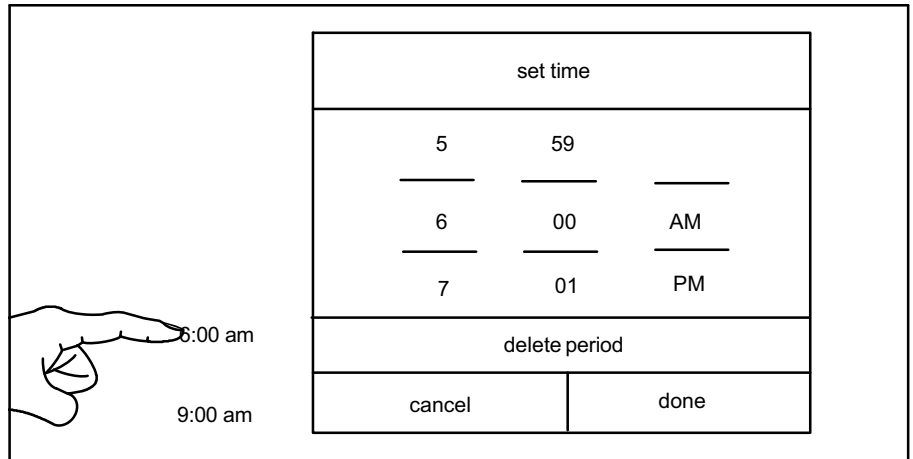 set time
5 59
6 00 AM
7 01 PM
6:00 am
delete period
9:00 am
cancel done